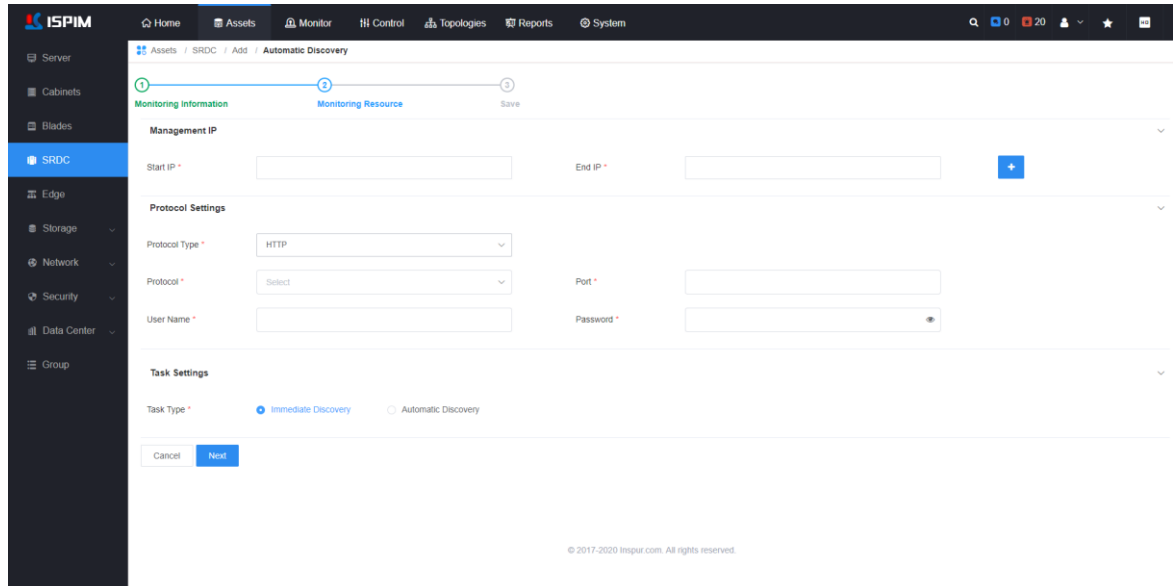 ISPIM Home Assets Monitor Control Topologies Reports System 0 20
Assets / SRDC / Add / Automatic Discovery
Server
Cabinets
Blades
SRDC
Edge
Storage
Network
Security
Data Center
Group
1 2 3
Monitoring Information Monitoring Resource Save
Management IP
Start IP * End IP * +
Protocol Settings
Protocol Type * HTTP
Protocol * Select Port *
User Name * Password *
Task Settings
Task Type * Immediate Discovery Automatic Discovery
Cancel Next
© 2017-2020 Inspur.com. All rights reserved.